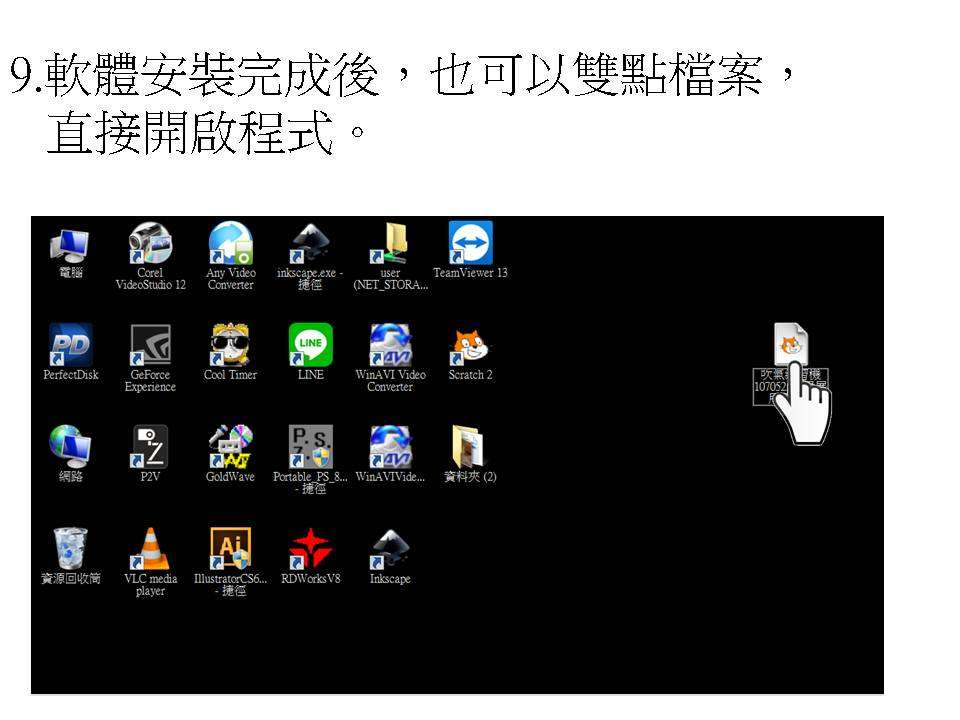 9.軟體安裝完成後，也可以雙點檔案，
直接開啟程式。
電腦
Corel
VideoStudio 12
Any Video
Converter
inkscape.exe -
捷徑
user
(NET_STORA...
TeamViewer 13
PerfectDisk
GeForce
Experience
Cool Timer
LINE
LINE
WinAVI Video
Converter
Scratch 2
吹氣
機
107052
網路
P2V
GoldWave
Portable_PS_8...
- 捷徑
WinAVIVide...
資料夾 (2)
資源回收筒
VLC media
player
Ai
IllustratorCS6...
- 捷徑
RDWorksV8
Inkscape